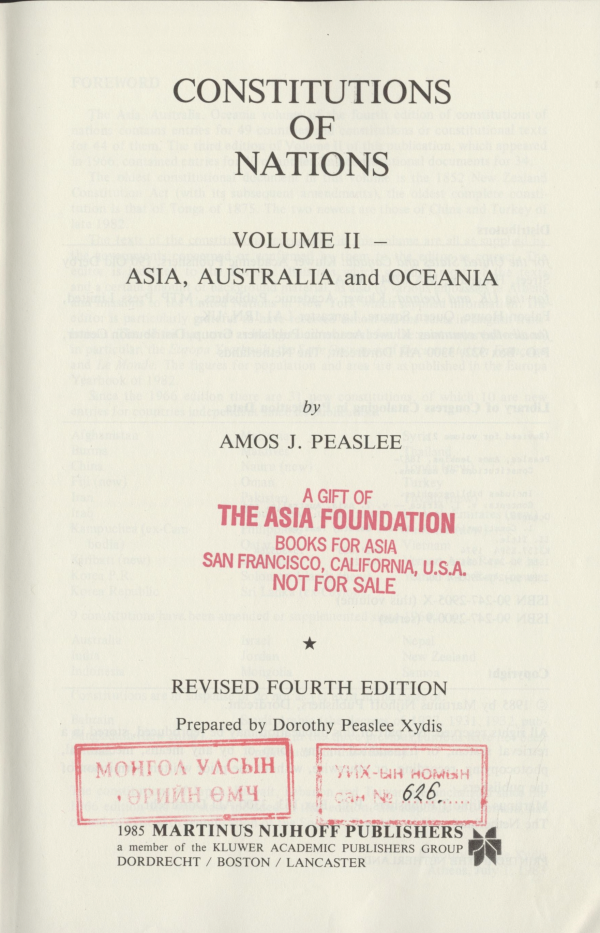 CONSTITUTIONS
OF
NATIONS
VOLUME II –
ASIA, AUSTRALIA and OCEANIA
by
AMOS J. PEASLEE
A GIFT OF
THE ASIA FOUNDATION
BOOKS FOR ASIA
SAN FRANCISCO, CALIFORNIA, U.S.A.
NOT FOR SALE
★
REVISED FOURTH EDITION
Prepared by Dorothy Peaslee Xydis
МОНГОЛ УЛСЫН
ӨРИЙН ӨМЧ
УИХ-ЫН НОМЫН
САН № 626.
1985 MARTINUS NIJHOFF PUBLISHERS
a member of the KLUWER ACADEMIC PUBLISHERS GROUP
DORDRECHT / BOSTON / LANCASTER